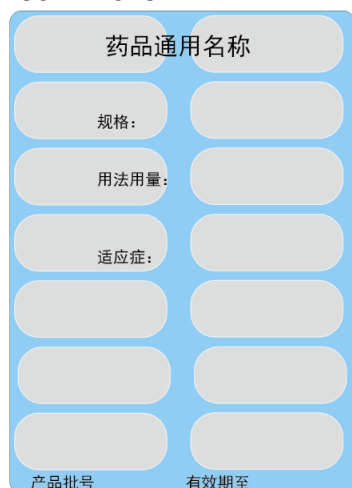 药品通用名称
规格：
用法用量：
适应症：
产品批号 有效期至